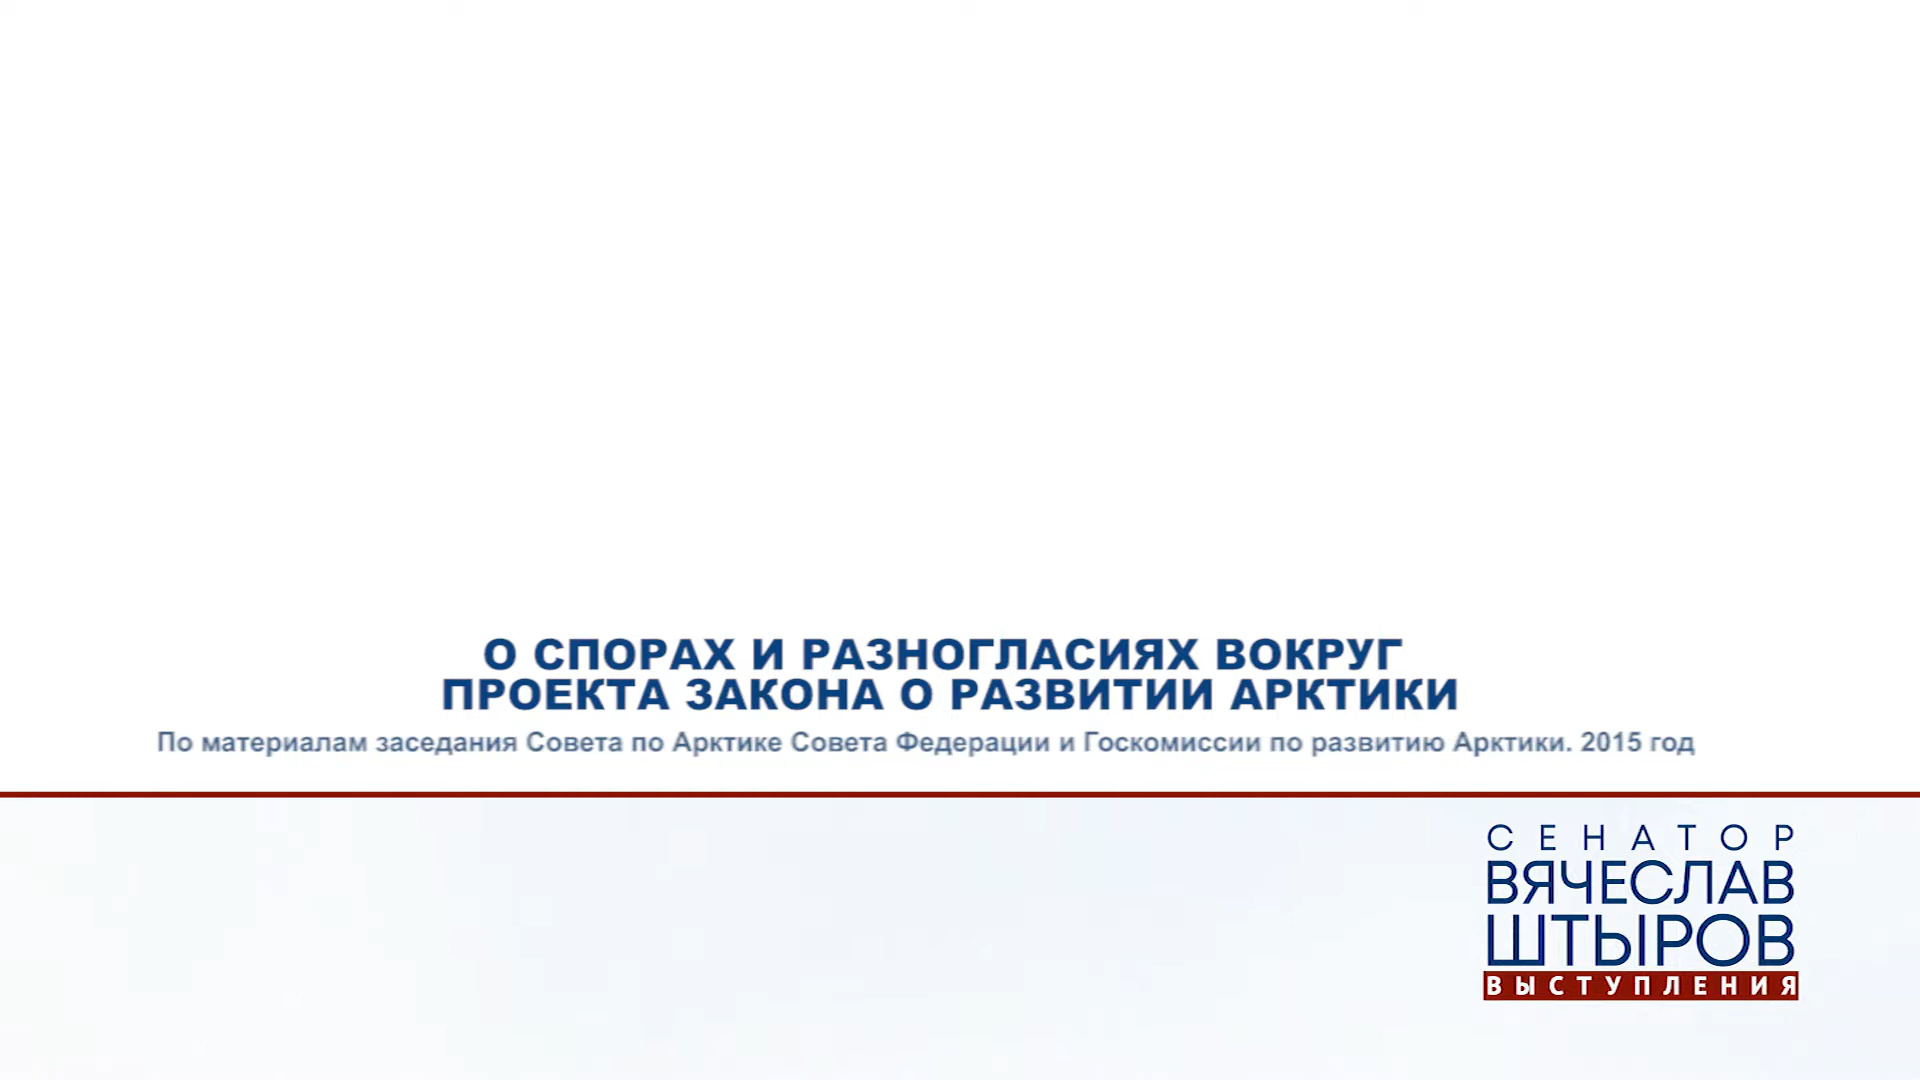 О СПОРАХ И РАЗНОГЛАСИЯХ ВОКРУГ
ПРОЕКТА ЗАКОНА О РАЗВИТИИ АРКТИКИ
По материалам заседания Совета по Арктике Совета Федерации и Госкомиссии по развитию Арктики. 2015 год
СЕНАТОР
ВЯЧЕСЛАВ
ШТЫРОВ
ВЫСТУПЛЕНИЯ